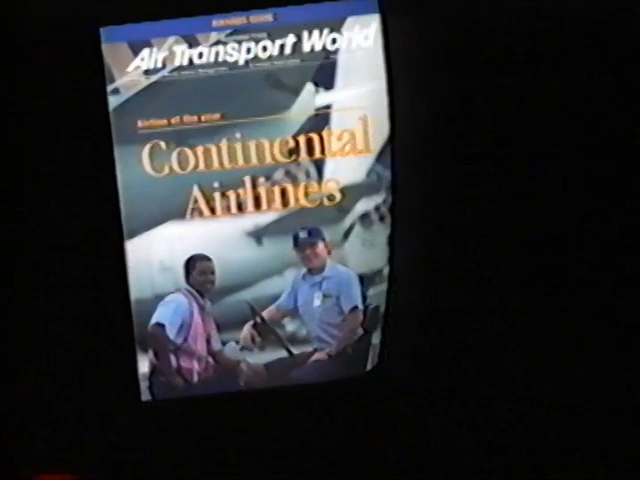 Air Transport World
Airline of the year
Continental
Airlines